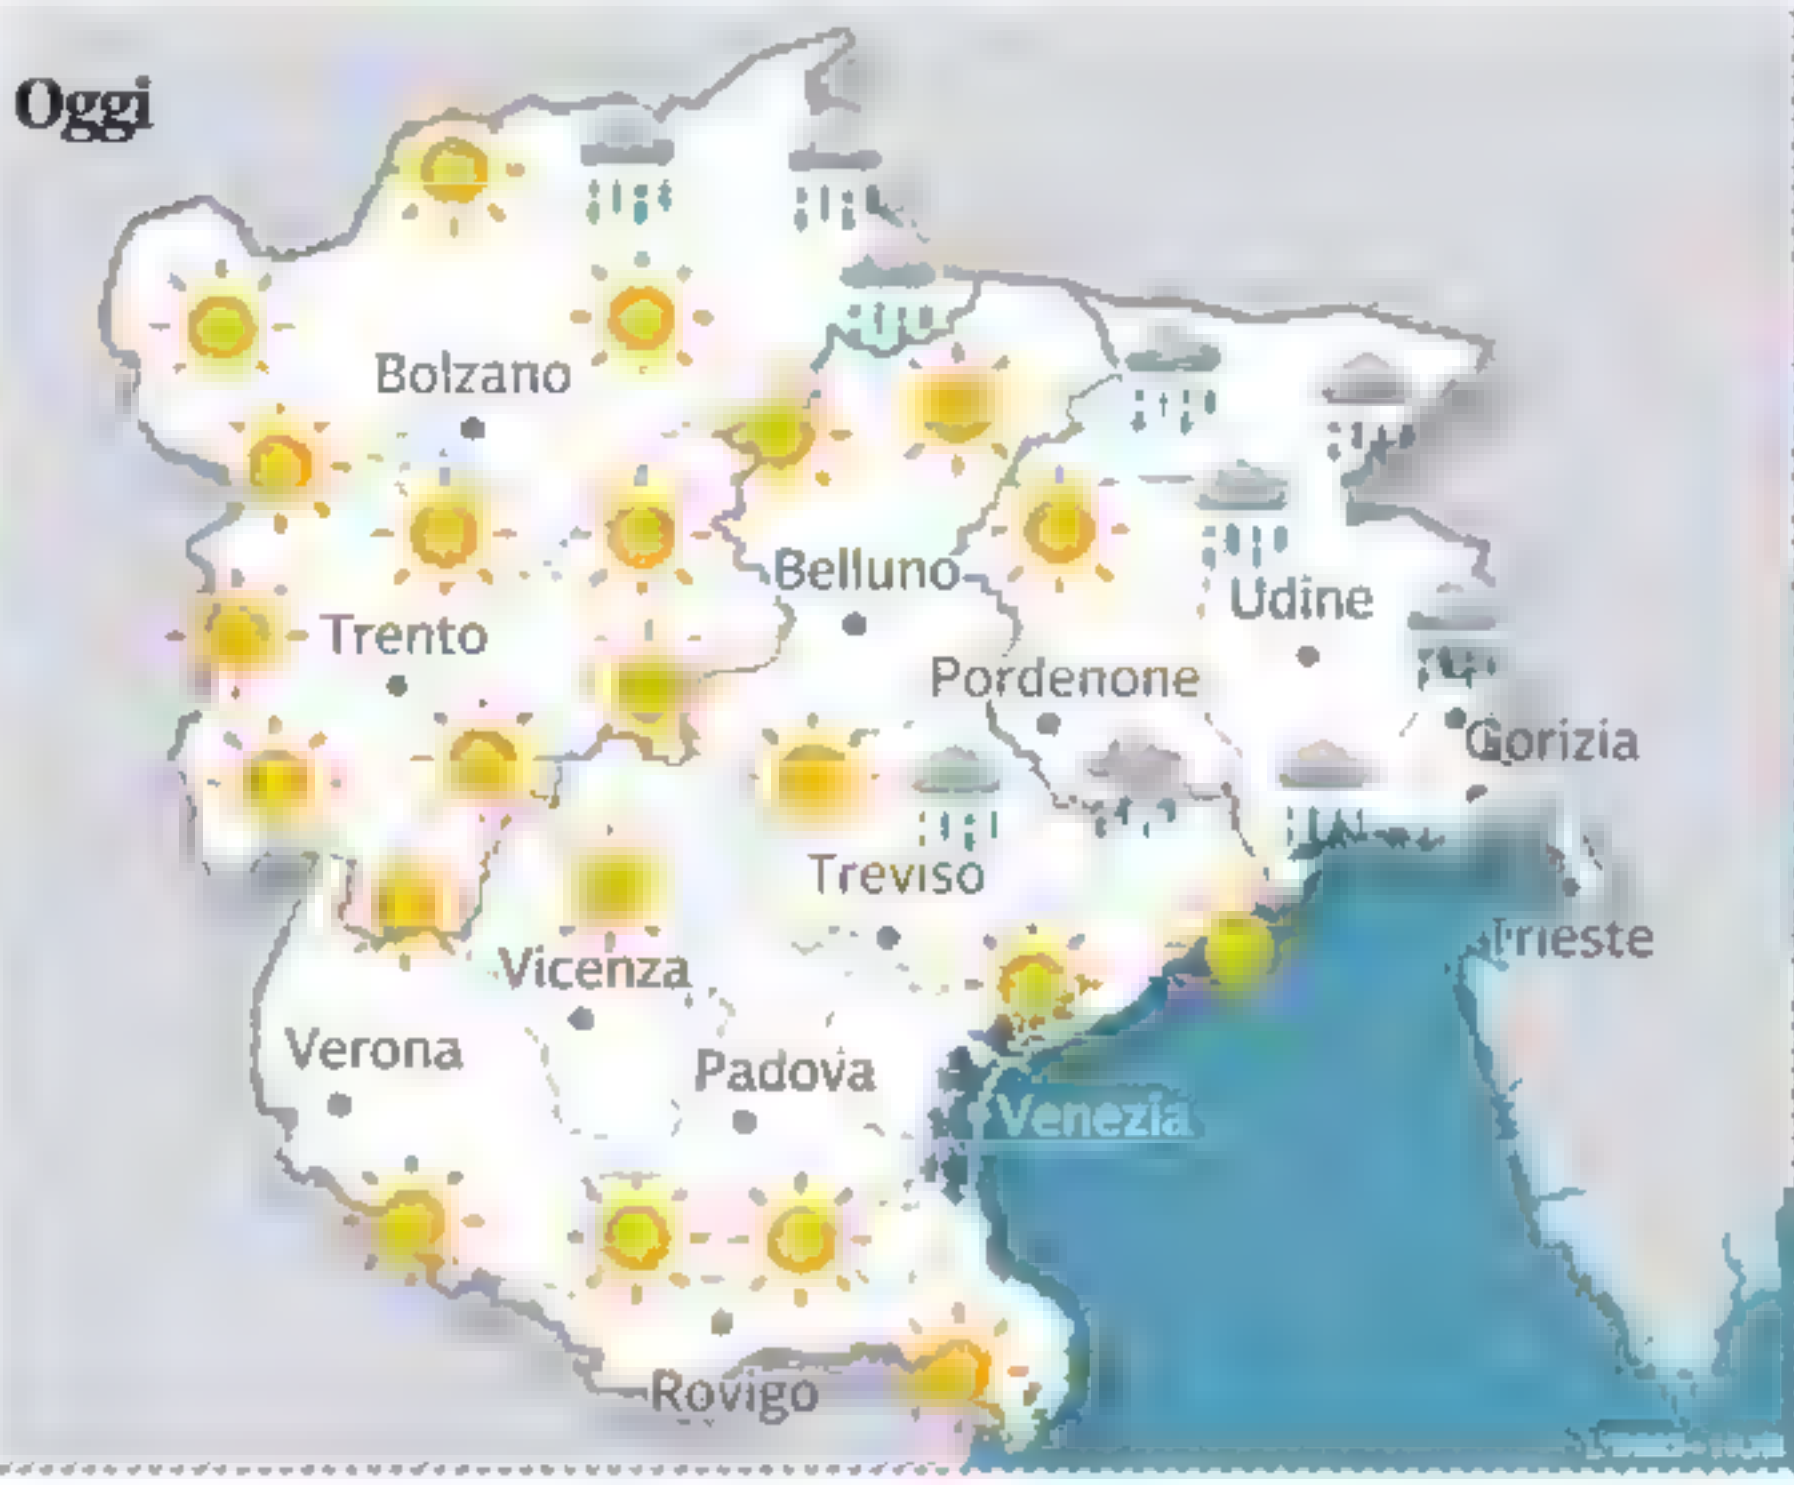 Oggi
Bolzano
Belluno
Udine
Trento
Pordenone
Gorizia
Treviso
Trieste
Vicenza
Verona
Padova
Venezia
Rovigo